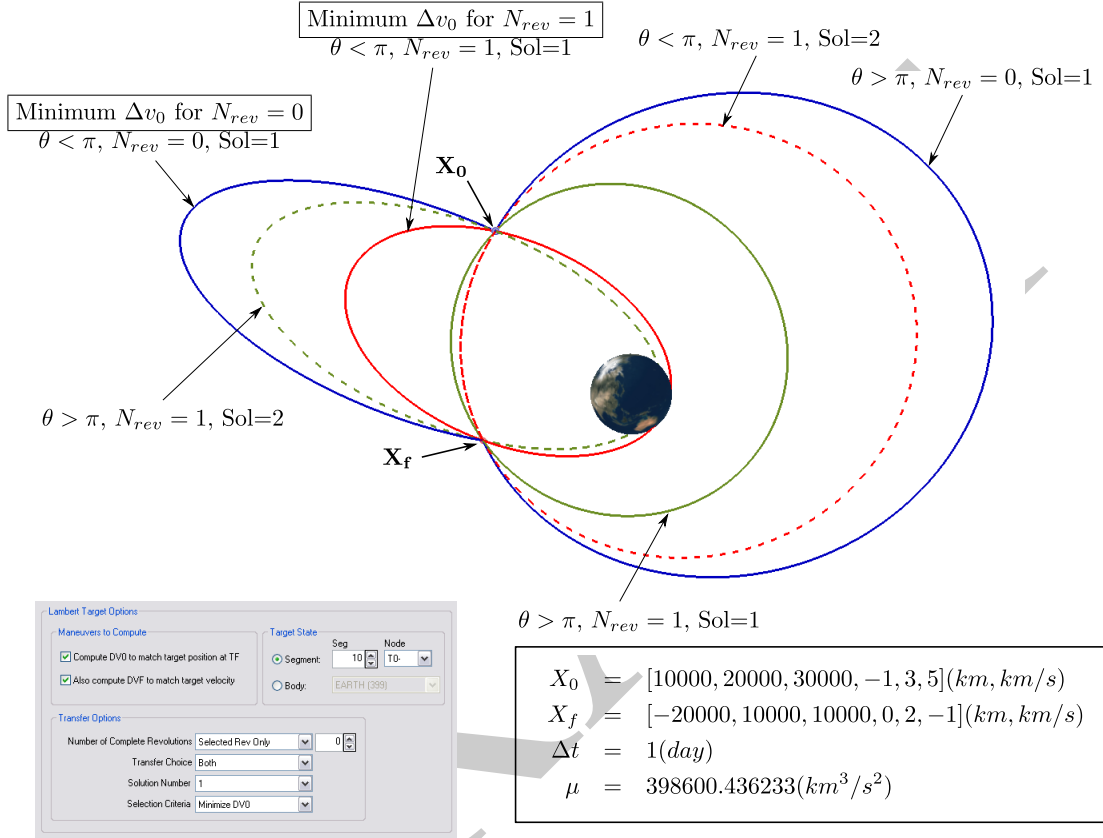 Minimum Δv₀ for N_rev = 1
θ < π, N_rev = 1, Sol=1
θ < π, N_rev = 1, Sol=2
θ > π, N_rev = 0, Sol=1
Minimum Δv₀ for N_rev = 0
θ < π, N_rev = 0, Sol=1
X₀
θ > π, N_rev = 1, Sol=2
X_f
θ > π, N_rev = 1, Sol=1
Lambert Target Options
Maneuvers to Compute
Compute DV0 to match target position at TF
Also compute DVF to match target velocity
Target State
Seg Node
Segment: 10 T0-
Body: EARTH (399)
Transfer Options
Number of Complete Revolutions Selected Rev Only 0
Transfer Choice Both
Solution Number 1
Selection Criteria Minimize DV0
X₀ = [10000, 20000, 30000, −1, 3, 5](km, km/s)
X_f = [−20000, 10000, 10000, 0, 2, −1](km, km/s)
Δt = 1(day)
μ = 398600.436233(km³/s²)